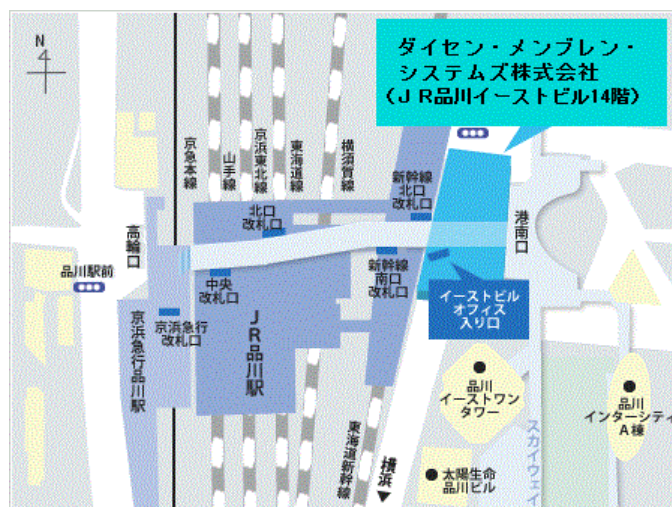 N
ダイセン・メンブレン・
システムズ株式会社
(JR品川イーストビル14階)
京急本線
山手線
京浜東北線
東海道線
横須賀線
新幹線
北口
改札口
北口
改札口
港南口
高輪口
品川駅前
中央
改札口
新幹線
南口
改札口
イーストビル
オフィス
入り口
京浜急行
改札口
京浜急行品川駅
JR品川駅
品川
イーストワン
タワー
品川
インターシティ
A棟
スカイウェイ
東海道新幹線
横浜
太陽生命
品川ビル